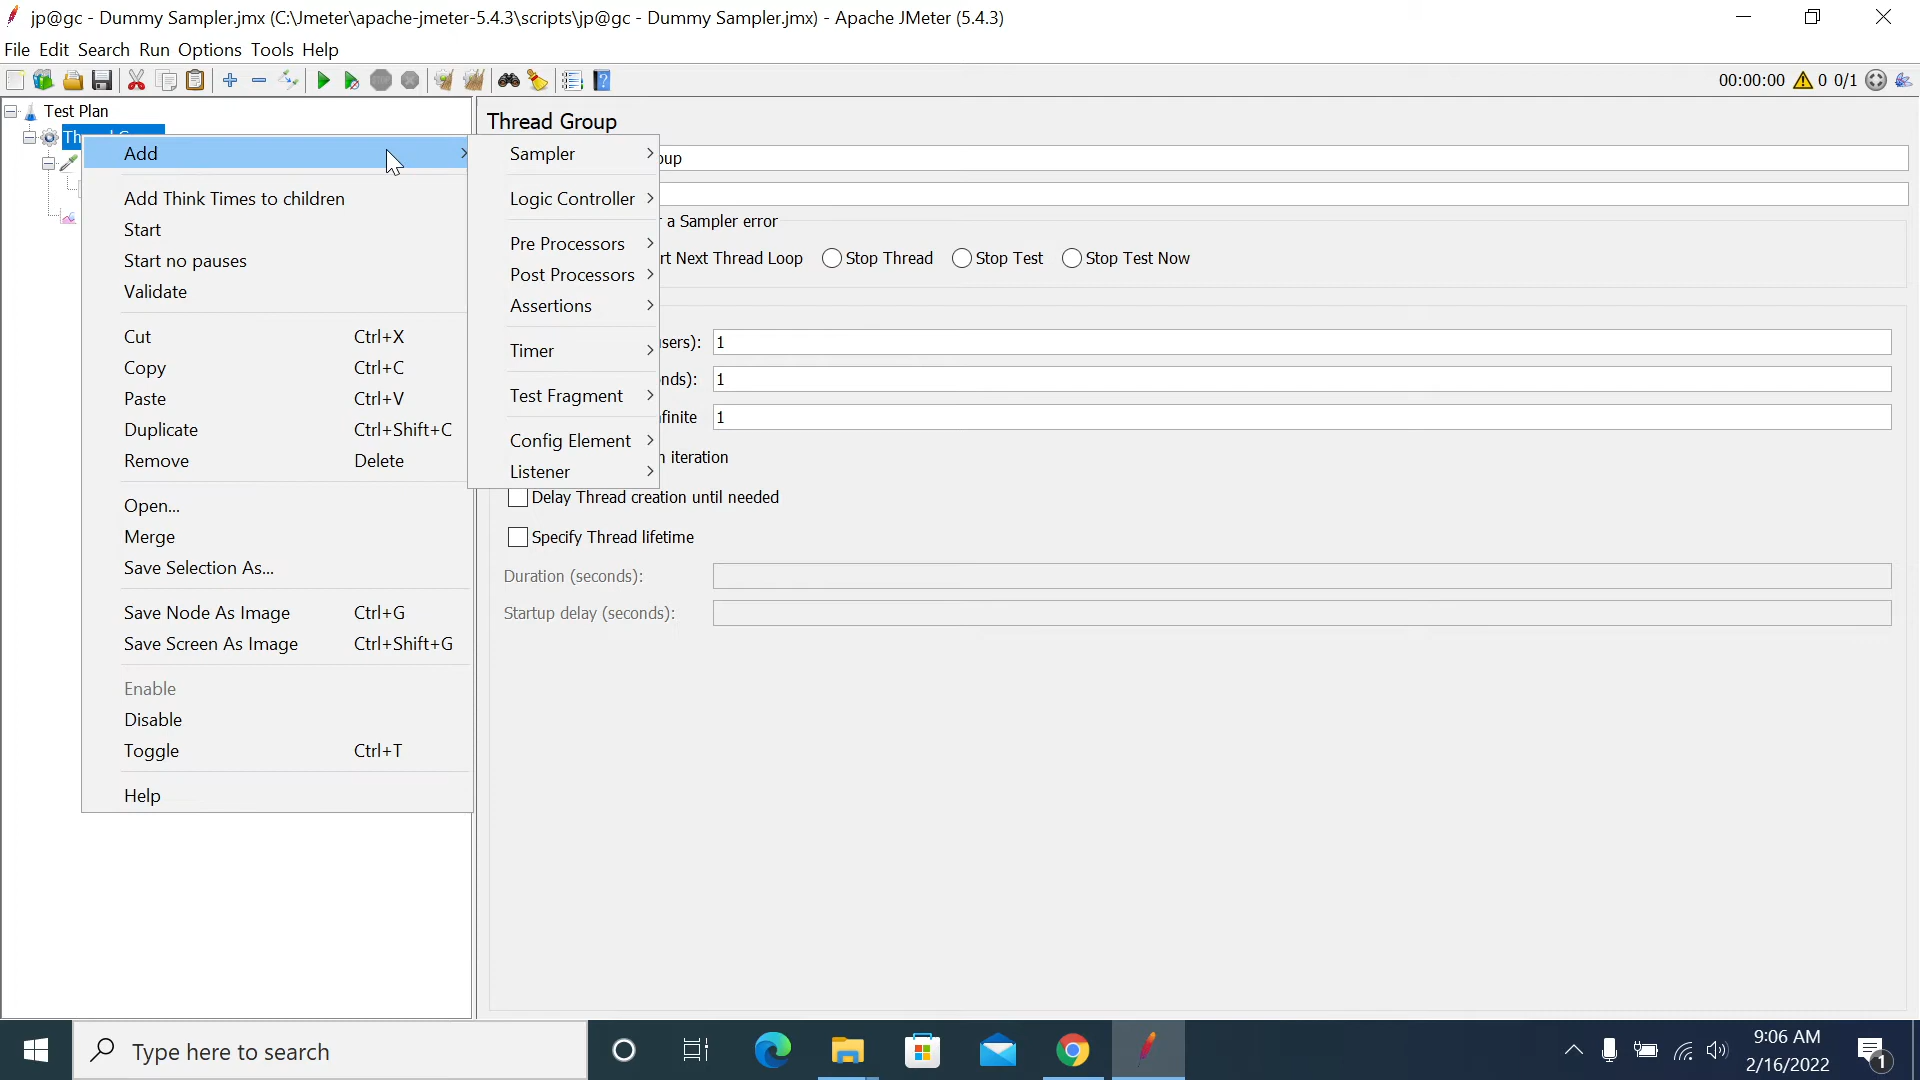 jp@gc - Dummy Sampler.jmx (C:\Jmeter\apache-jmeter-5.4.3\scripts\jp@gc - Dummy Sampler.jmx) - Apache JMeter (5.4.3)
File Edit Search Run Options Tools Help
00:00:00 0 0/1
Test Plan
Thread Group
Add
Sampler
Add Think Times to children
Logic Controller
a Sampler error
Start
Pre Processors
rt Next Thread Loop Stop Thread Stop Test Stop Test Now
Start no pauses
Post Processors
Validate
Assertions
Cut Ctrl+X
Timer
sers): 1
Copy Ctrl+C
nds): 1
Paste Ctrl+V
Test Fragment
finite 1
Duplicate Ctrl+Shift+C
Config Element
iteration
Remove Delete
Listener
Delay Thread creation until needed
Open...
Merge
Specify Thread lifetime
Save Selection As...
Duration (seconds):
Save Node As Image Ctrl+G
Startup delay (seconds):
Save Screen As Image Ctrl+Shift+G
Enable
Disable
Toggle Ctrl+T
Help
Type here to search
9:06 AM
2/16/2022
1